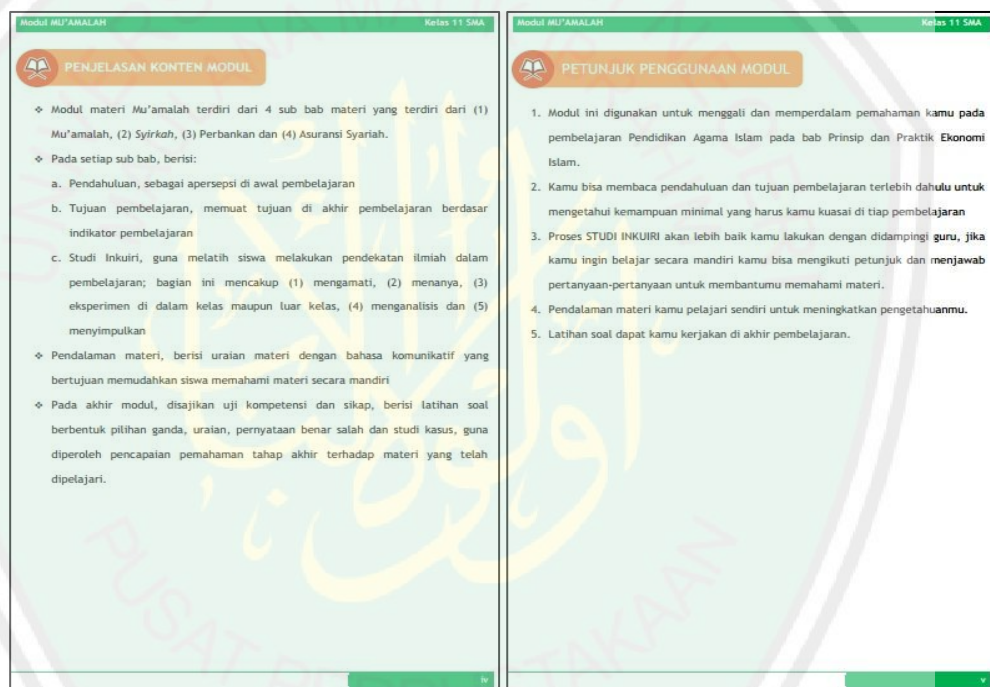 Modul MU'AMALAH Kelas 11 SMA
PENJELASAN KONTEN MODUL
❖ Modul materi Mu'amalah terdiri dari 4 sub bab materi yang terdiri dari (1)
Mu'amalah, (2) Syirkah, (3) Perbankan dan (4) Asuransi Syariah.
❖ Pada setiap sub bab, berisi:
a. Pendahuluan, sebagai apersepsi di awal pembelajaran
b. Tujuan pembelajaran, memuat tujuan di akhir pembelajaran berdasar
indikator pembelajaran
c. Studi Inkuiri, guna melatih siswa melakukan pendekatan ilmiah dalam
pembelajaran; bagian ini mencakup (1) mengamati, (2) menanya, (3)
eksperimen di dalam kelas maupun luar kelas, (4) menganalisis dan (5)
menyimpulkan
❖ Pendalaman materi, berisi uraian materi dengan bahasa komunikatif yang
bertujuan memudahkan siswa memahami materi secara mandiri
❖ Pada akhir modul, disajikan uji kompetensi dan sikap, berisi latihan soal
berbentuk pilihan ganda, uraian, pernyataan benar salah dan studi kasus, guna
diperoleh pencapaian pemahaman tahap akhir terhadap materi yang telah
dipelajari.
iv
Modul MU'AMALAH Kelas 11 SMA
PETUNJUK PENGGUNAAN MODUL
1. Modul ini digunakan untuk menggali dan memperdalam pemahaman kamu pada
pembelajaran Pendidikan Agama Islam pada bab Prinsip dan Praktik Ekonomi
Islam.
2. Kamu bisa membaca pendahuluan dan tujuan pembelajaran terlebih dahulu untuk
mengetahui kemampuan minimal yang harus kamu kuasai di tiap pembelajaran
3. Proses STUDI INKUIRI akan lebih baik kamu lakukan dengan didampingi guru, jika
kamu ingin belajar secara mandiri kamu bisa mengikuti petunjuk dan menjawab
pertanyaan-pertanyaan untuk membantumu memahami materi.
4. Pendalaman materi kamu pelajari sendiri untuk meningkatkan pengetahuanmu.
5. Latihan soal dapat kamu kerjakan di akhir pembelajaran.
v